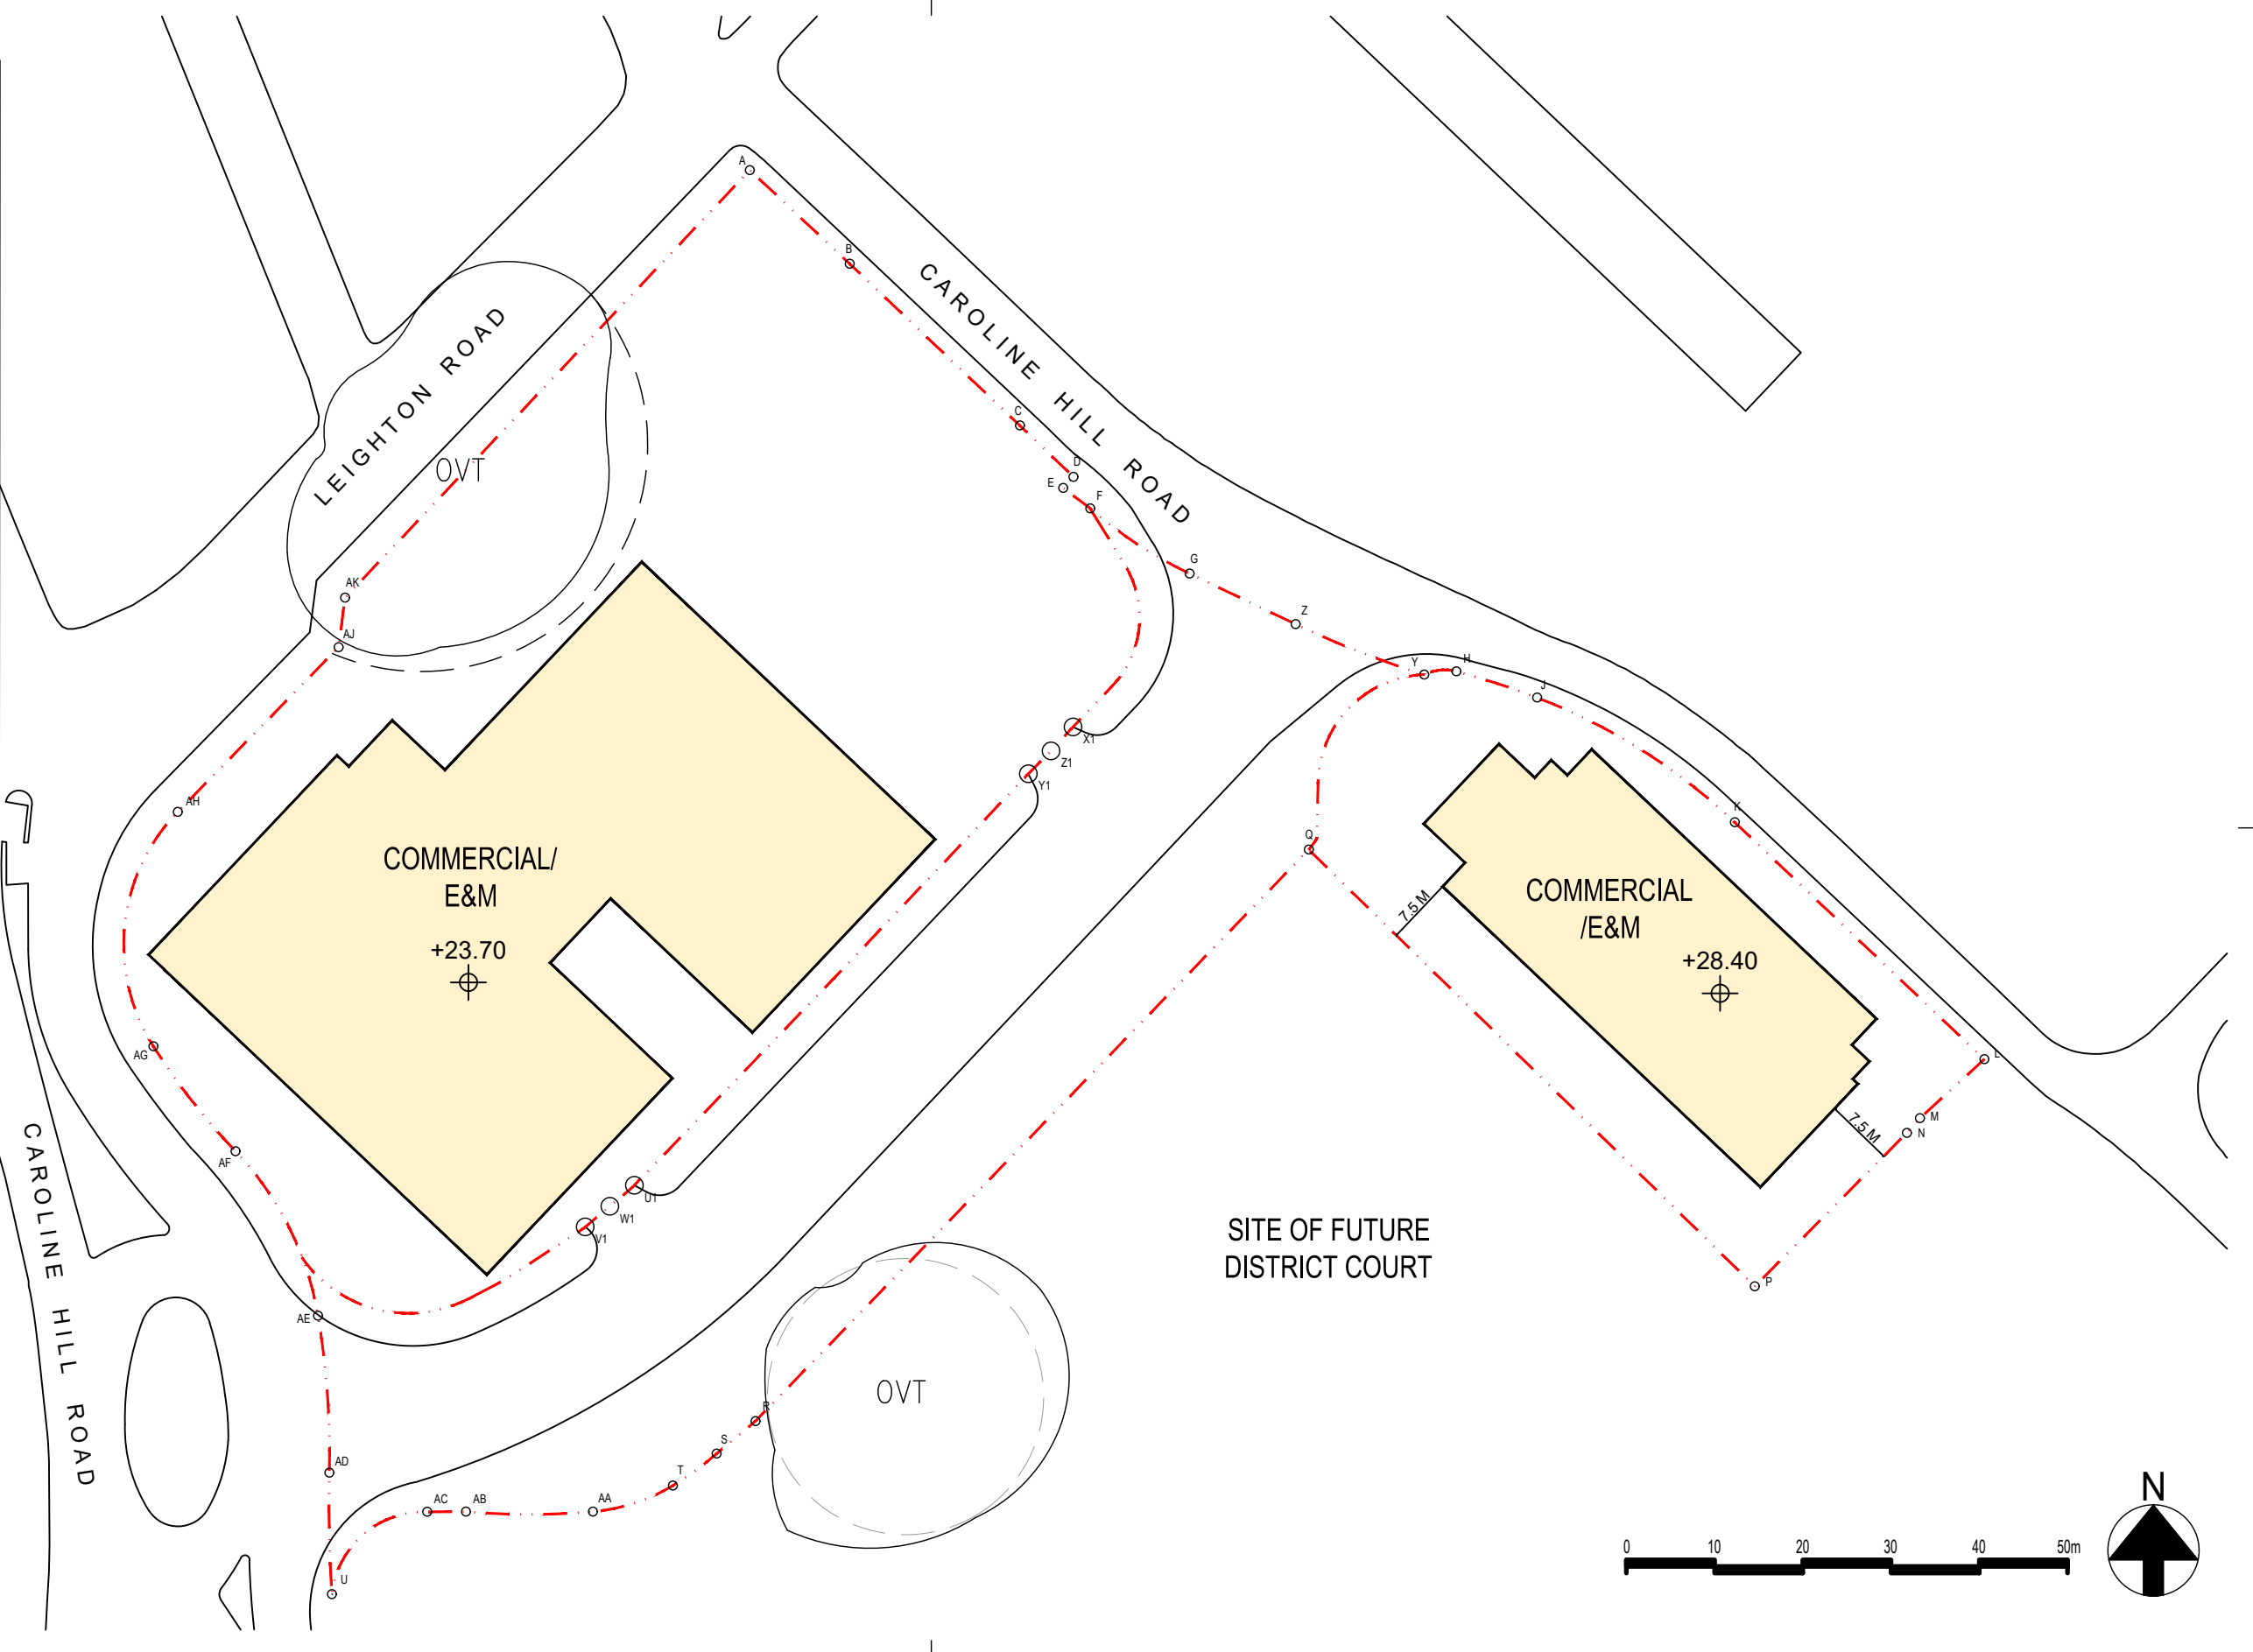 A
B
CAROLINE HILL ROAD
LEIGHTON ROAD
OVT
C
D
E
F
G
Z
Y
H
J
AK
AJ
X1
Z1
Y1
AH
K
Q
COMMERCIAL/
E&M
+23.70
7.5 M
COMMERCIAL
/E&M
+28.40
AG
L
M
N
7.5 M
AF
CAROLINE HILL ROAD
U1
W1
V1
SITE OF FUTURE
DISTRICT COURT
P
AE
OVT
R
S
T
AD
AC
AB
AA
U
N
0 10 20 30 40 50m